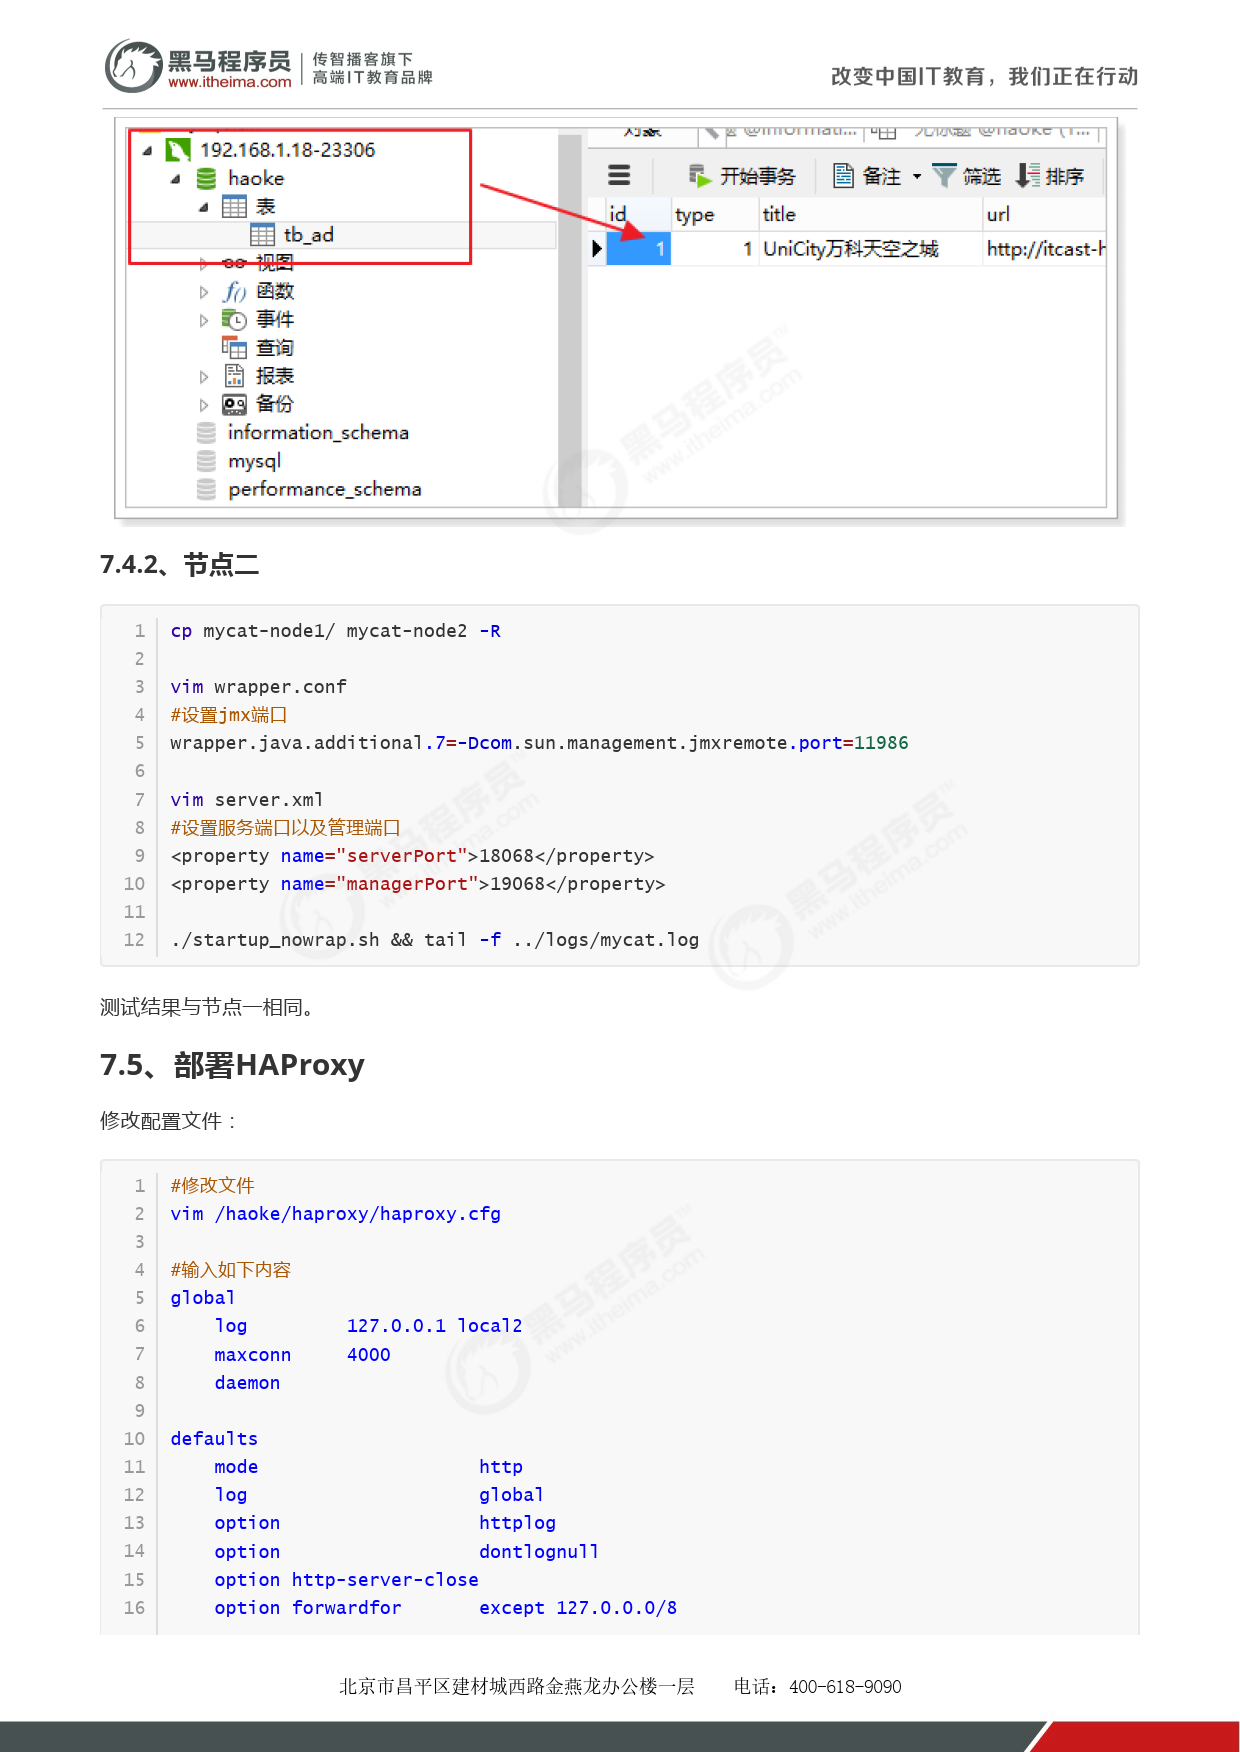 黑马程序员
www.itheima.com
传智播客旗下
高端IT教育品牌
改变中国IT教育，我们正在行动
192.168.1.18-23306
haoke
表
tb_ad
视图
函数
事件
查询
报表
备份
information_schema
mysql
performance_schema
开始事务 备注 筛选 排序
id type title url
1 1 UniCity万科天空之城 http://itcast-h
7.4.2、节点二
1 cp mycat-node1/ mycat-node2 -R
2
3 vim wrapper.conf
4 #设置jmx端口
5 wrapper.java.additional.7=-Dcom.sun.management.jmxremote.port=11986
6
7 vim server.xml
8 #设置服务端口以及管理端口
9 <property name="serverPort">18068</property>
10 <property name="managerPort">19068</property>
11
12 ./startup_nowrap.sh && tail -f ../logs/mycat.log
测试结果与节点一相同。
7.5、部署HAProxy
修改配置文件：
1 #修改文件
2 vim /haoke/haproxy/haproxy.cfg
3
4 #输入如下内容
5 global
6     log         127.0.0.1 local2
7     maxconn     4000
8     daemon
9
10 defaults
11     mode                    http
12     log                     global
13     option                  httplog
14     option                  dontlognull
15     option http-server-close
16     option forwardfor       except 127.0.0.0/8
北京市昌平区建材城西路金燕龙办公楼一层    电话：400-618-9090